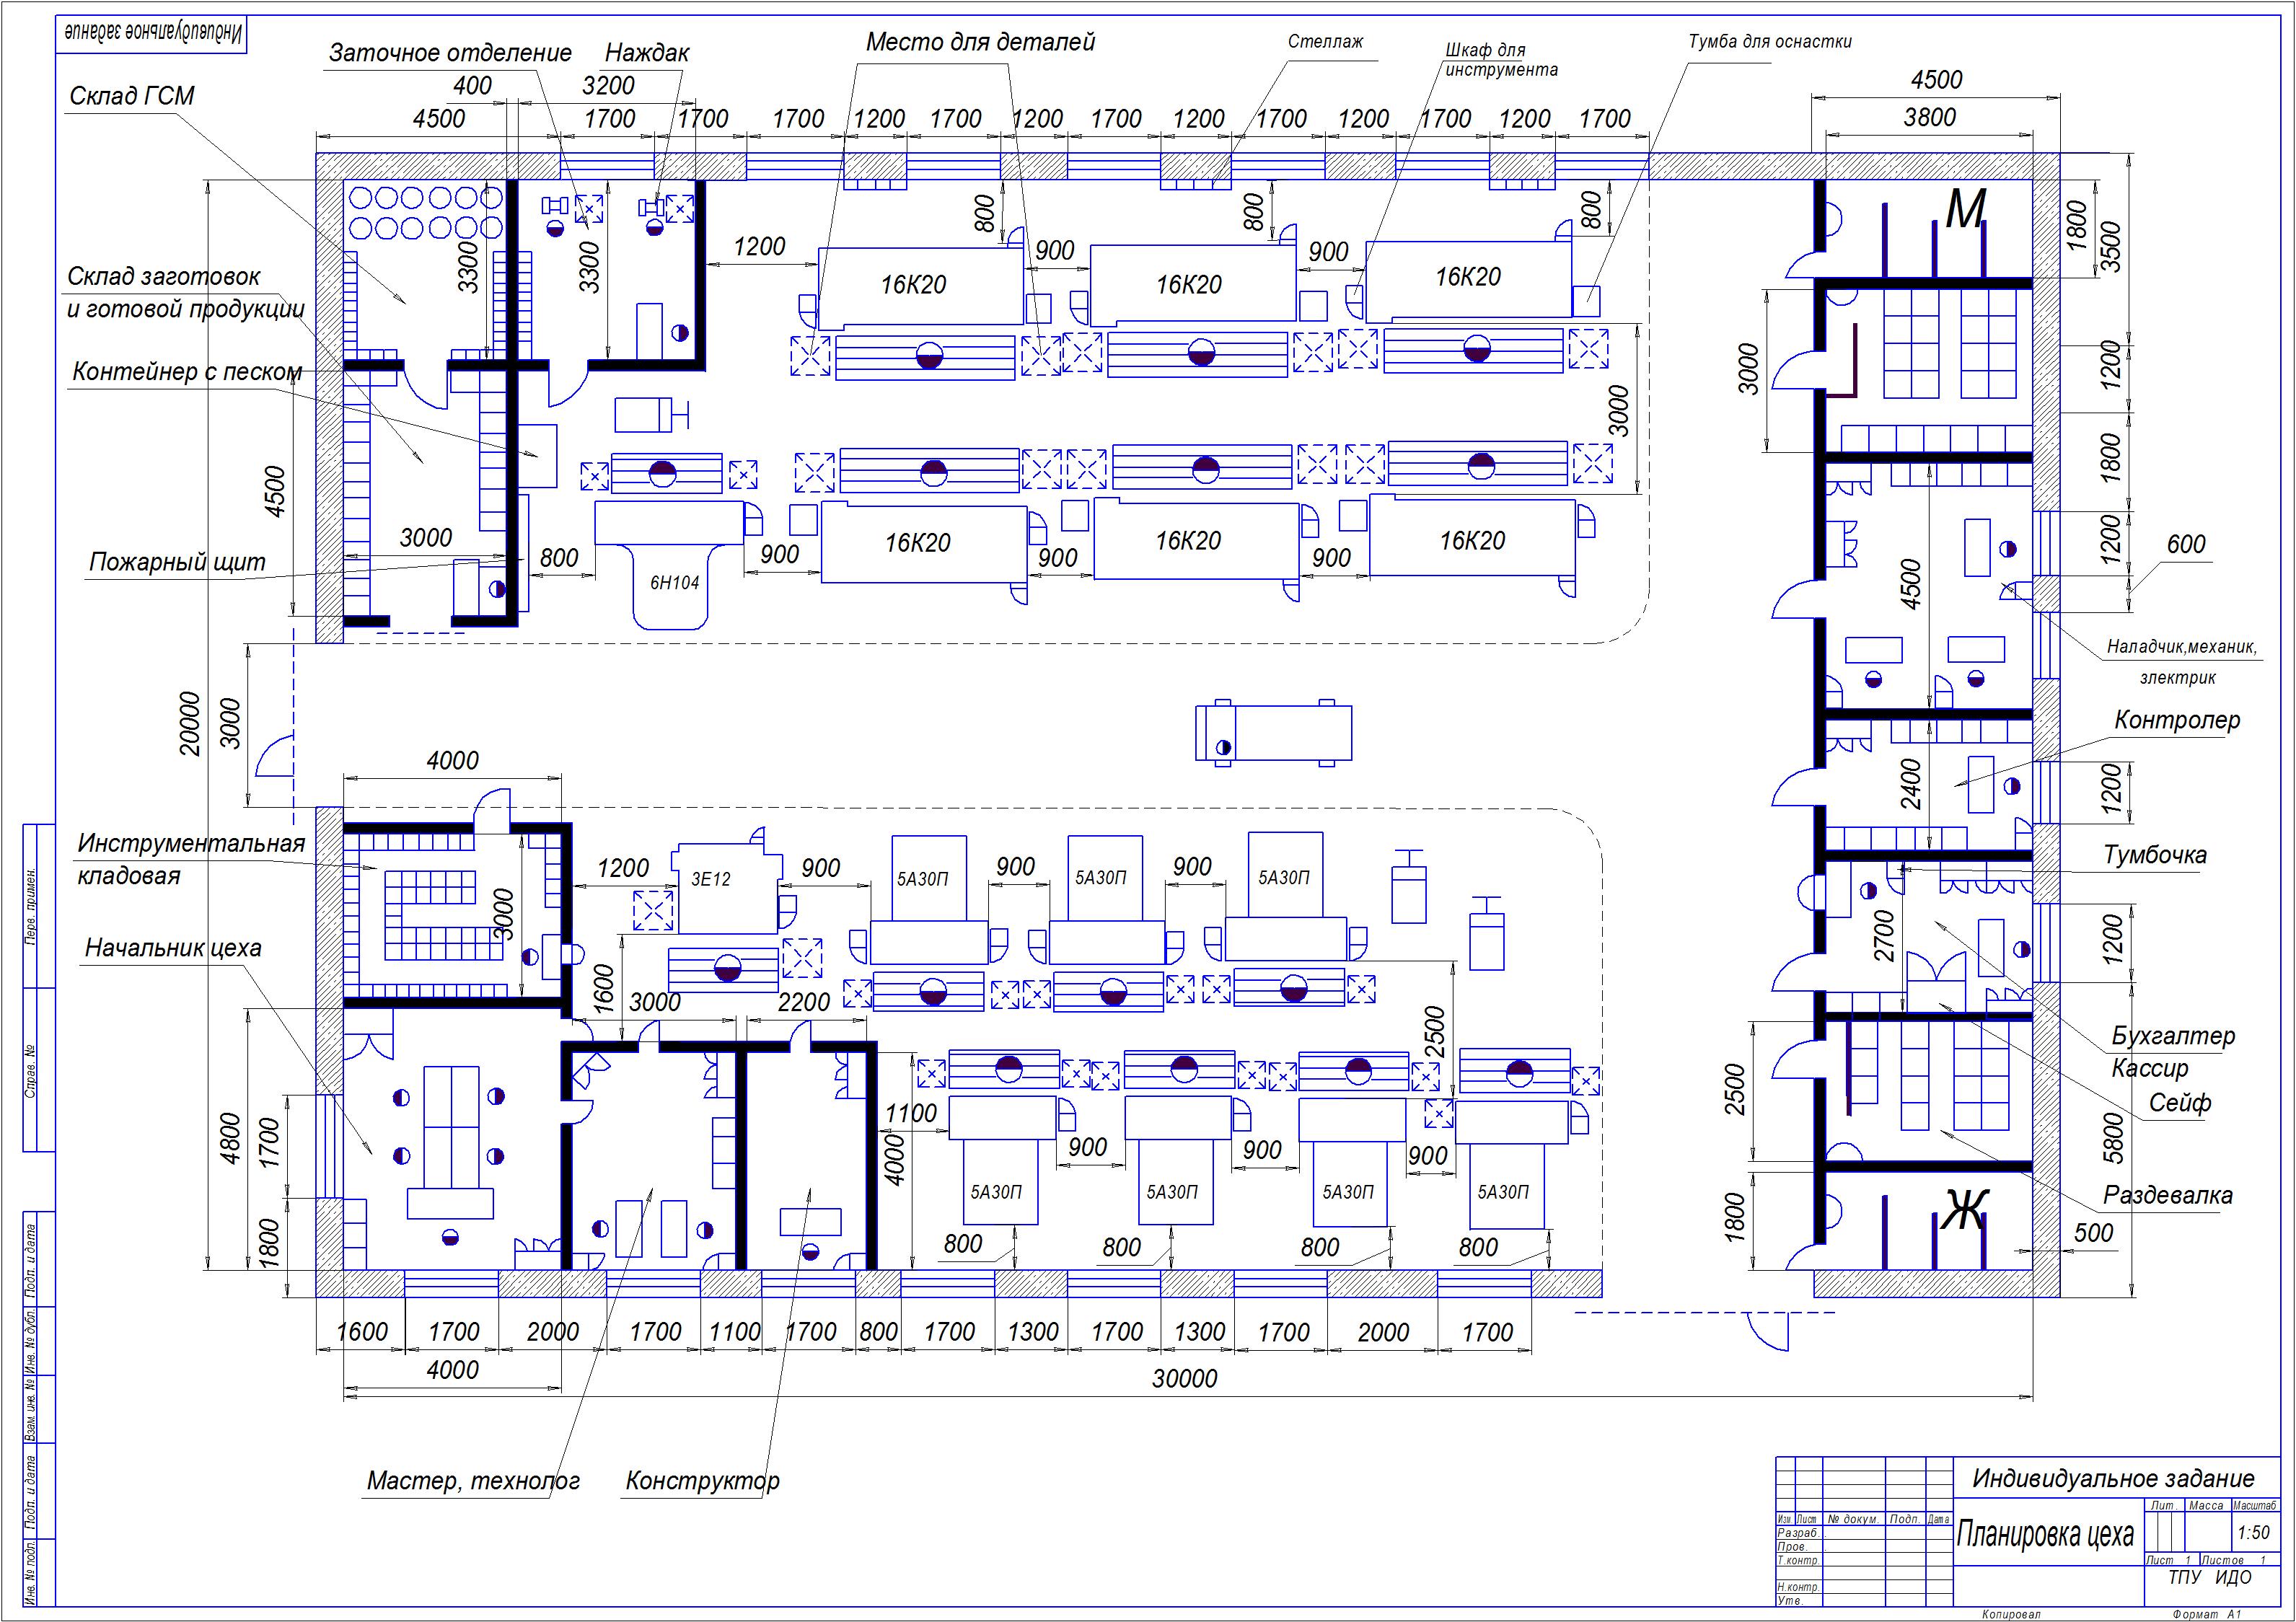 Индивидуальное задание
Заточное отделение
Наждак
Место для деталей
Стеллаж
Шкаф для
инструмента
Тумба для оснастки
400
3200
4500
Склад ГСМ
3800
4500
1700
1700
1700
1200
1700
1200
1700
1200
1700
1200
1700
1200
1700
М
1800
3500
3300
3300
800
800
800
1200
900
900
16К20
16К20
16К20
Склад заготовок
и готовой продукции
Контейнер с песком
3000
1200
3000
1800
4500
3000
Пожарный щит
800
900
900
900
16К20
16К20
16К20
6Н104
4500
1200
600
Наладчик,механик,
злектрик
20000
3000
Контролер
4000
2400
1200
Инструментальная
кладовая
Тумбочка
1200
3Е12
900
5А30П
900
5А30П
900
5А30П
3000
Начальник цеха
2700
1200
1600
3000
2200
2500
Бухгалтер
Кассир
Сейф
4800
1700
1100
4000
900
900
900
2500
5800
5А30П
5А30П
5А30П
5А30П
Раздевалка
1800
800
800
800
800
1800
Ж
500
1600
1700
2000
1700
1100
1700
800
1700
1300
1700
1300
1700
2000
1700
4000
30000
Мастер, технолог
Конструктор
Перв. примен.
Справ. №
Подп. и дата
Инв. № дубл.
Взам. инв. №
Подп. и дата
Инв. № подп.
Индивидуальное задание
Лит.
Масса
Масштаб
Изм
Лист
№ докум.
Подп.
Дата
Разраб.
Пров.
Т.контр.
Н.контр.
Утв.
Планировка цеха
1:50
Лист 1
Листов 1
ТПУ ИДО
Копировал
Формат А1